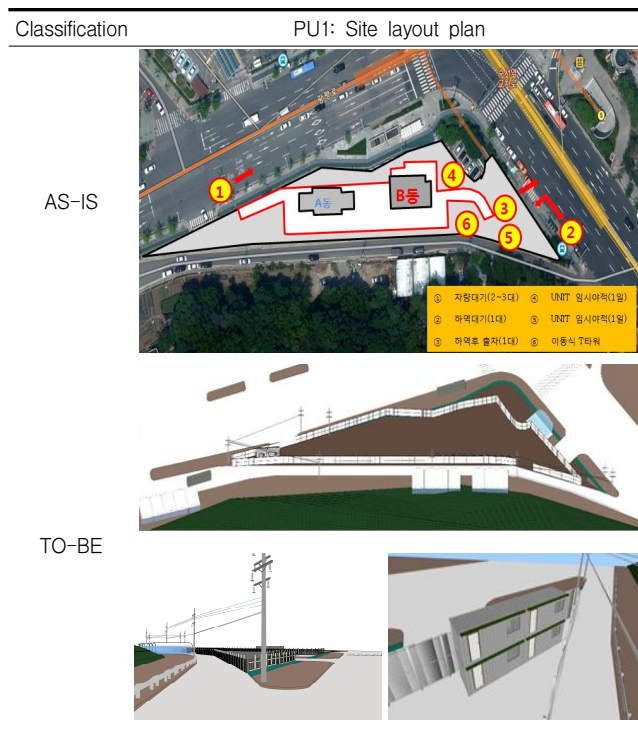 Classification PU1: Site layout plan
AS-IS
A동
B동
1
4
3
2
6
5
① 차량대기(2~3대) ④ UNIT 임시야적(1일)
② 하역대기(1대) ⑤ UNIT 임시야적(1일)
③ 하역후 출차(1대) ⑥ 이동식 T타워
TO-BE